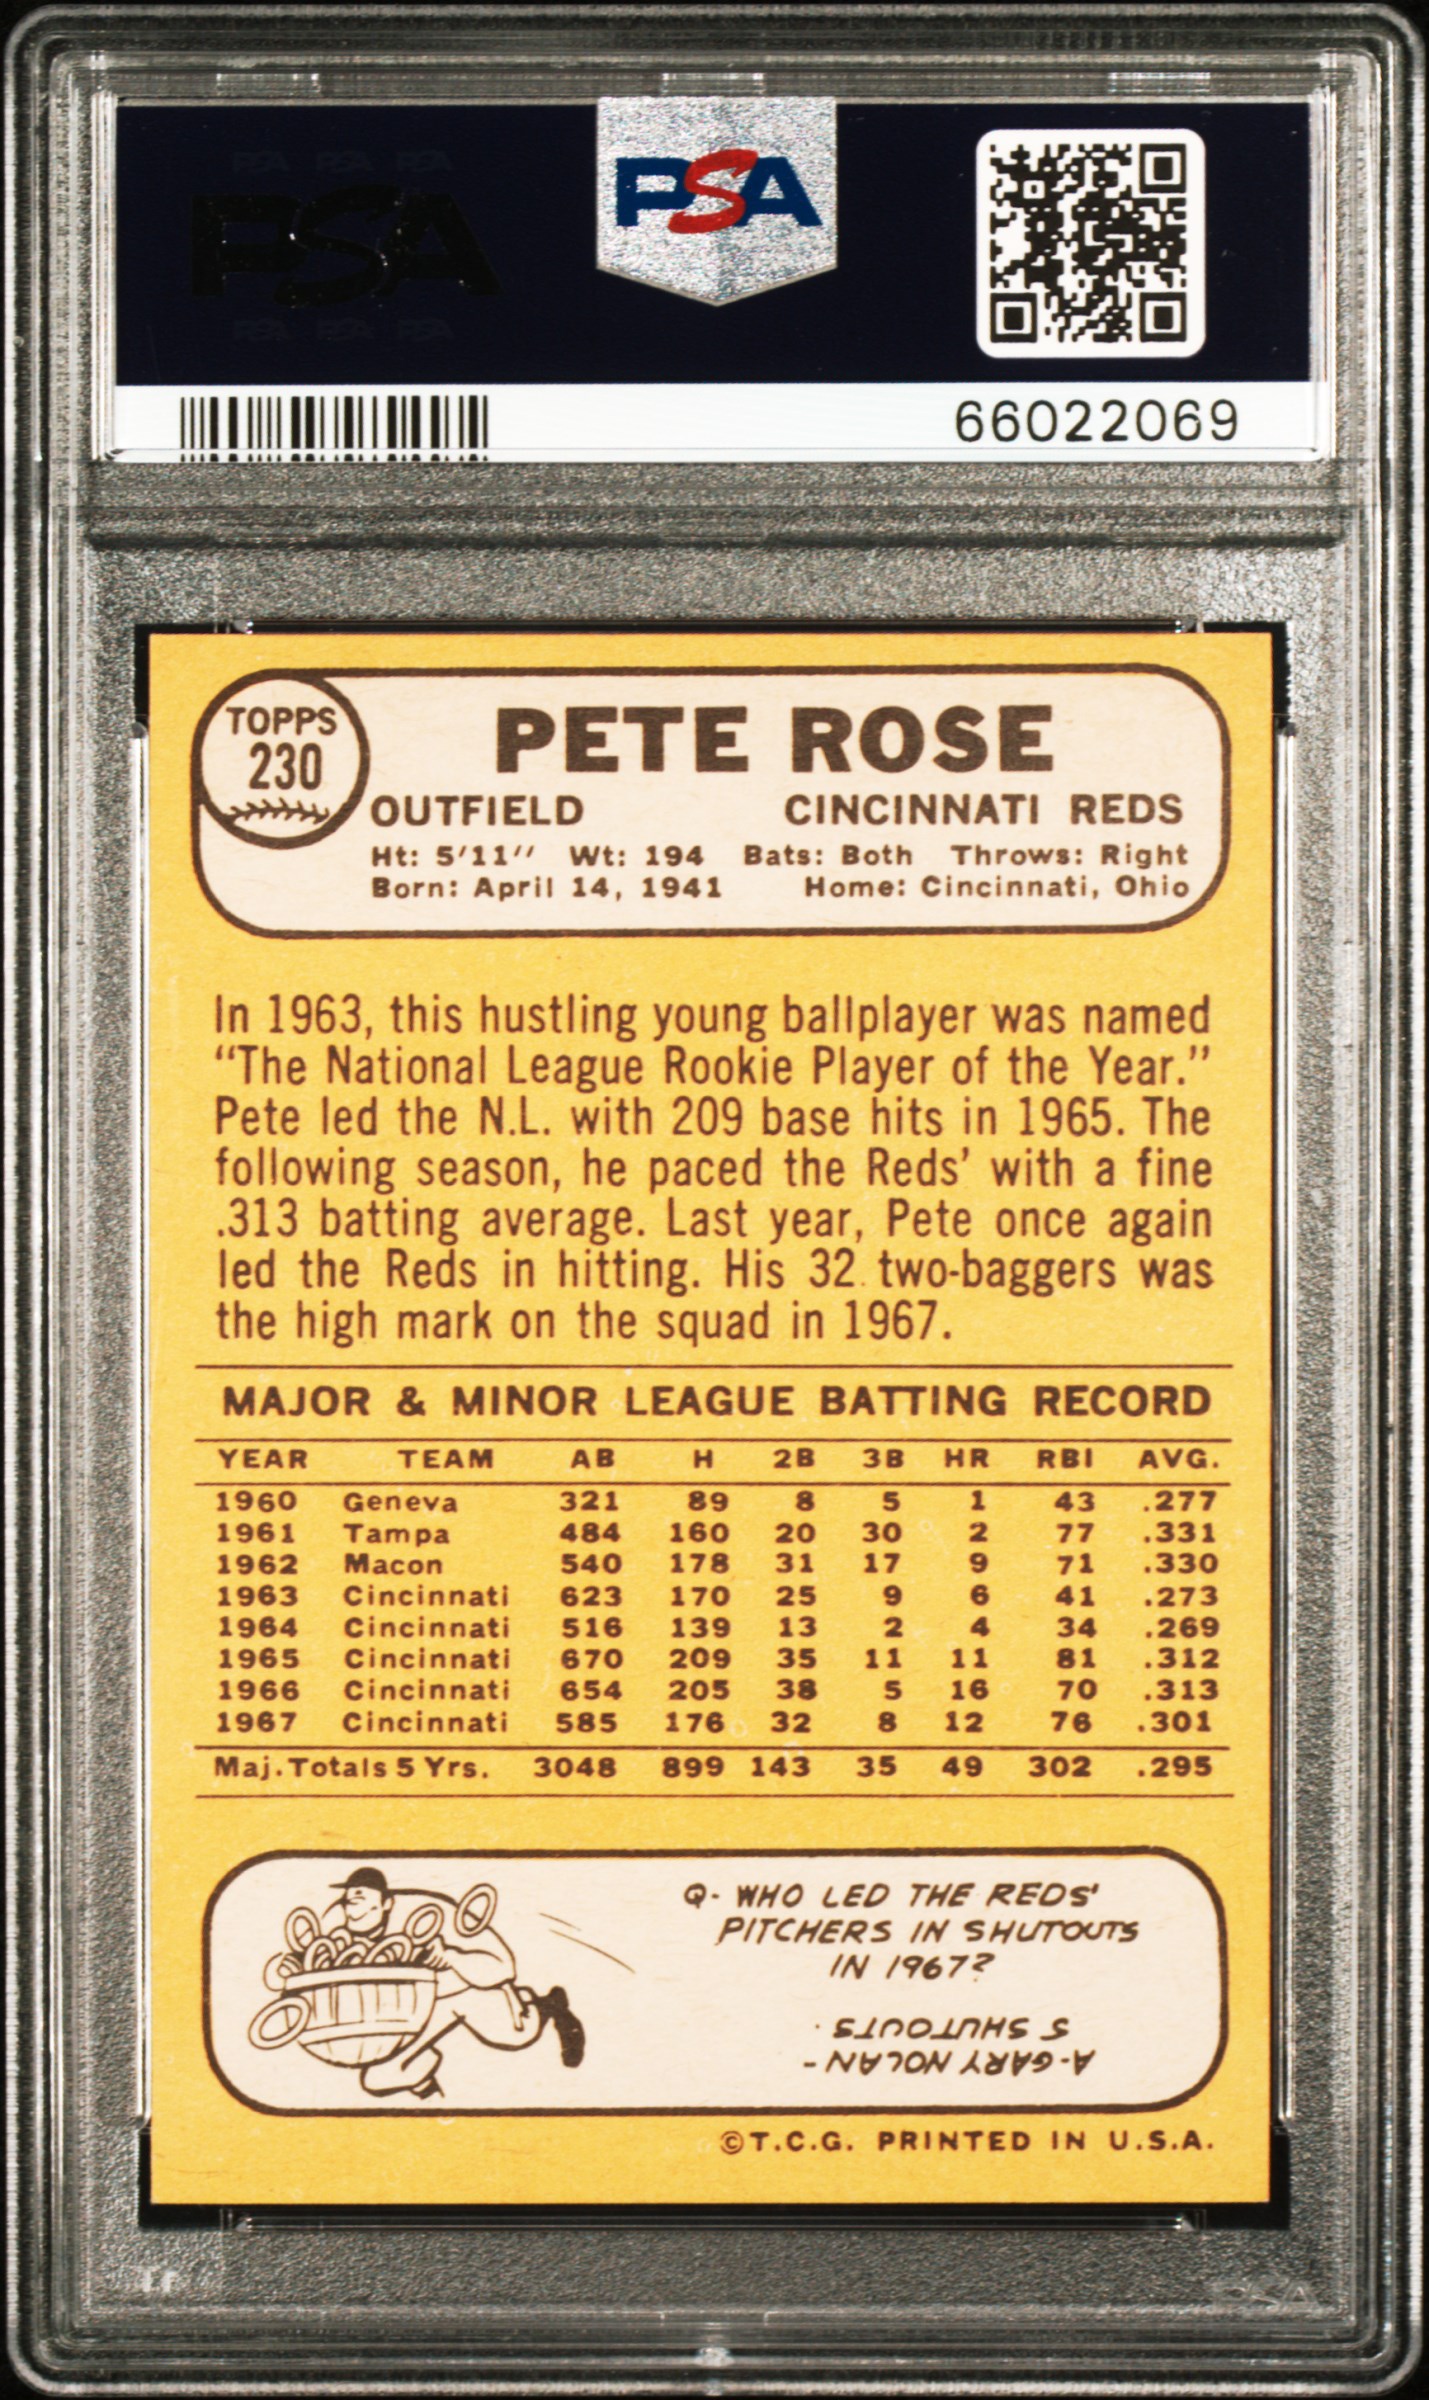 PSA PSA PSA
PSA
PSA PSA PSA
PSA
66022069
TOPPS
230
PETE ROSE
OUTFIELD CINCINNATI REDS
Ht: 5'11" Wt: 194 Bats: Both Throws: Right
Born: April 14, 1941 Home: Cincinnati, Ohio
In 1963, this hustling young ballplayer was named
“The National League Rookie Player of the Year.”
Pete led the N.L. with 209 base hits in 1965. The
following season, he paced the Reds’ with a fine
.313 batting average. Last year, Pete once again
led the Reds in hitting. His 32 two-baggers was
the high mark on the squad in 1967.
MAJOR & MINOR LEAGUE BATTING RECORD
YEAR TEAM AB H 2B 3B HR RBI AVG.
1960 Geneva 321 89 8 5 1 43 .277
1961 Tampa 484 160 20 30 2 77 .331
1962 Macon 540 178 31 17 9 71 .330
1963 Cincinnati 623 170 25 9 6 41 .273
1964 Cincinnati 516 139 13 2 4 34 .269
1965 Cincinnati 670 209 35 11 11 81 .312
1966 Cincinnati 654 205 38 5 16 70 .313
1967 Cincinnati 585 176 32 8 12 76 .301
Maj. Totals 5 Yrs. 3048 899 143 35 49 302 .295
Q- WHO LED THE REDS'
PITCHERS IN SHUTOUTS
IN 1967?
A-GARY NOLAN-
5 SHUTOUTS.
©T.C.G. PRINTED IN U.S.A.
PSA